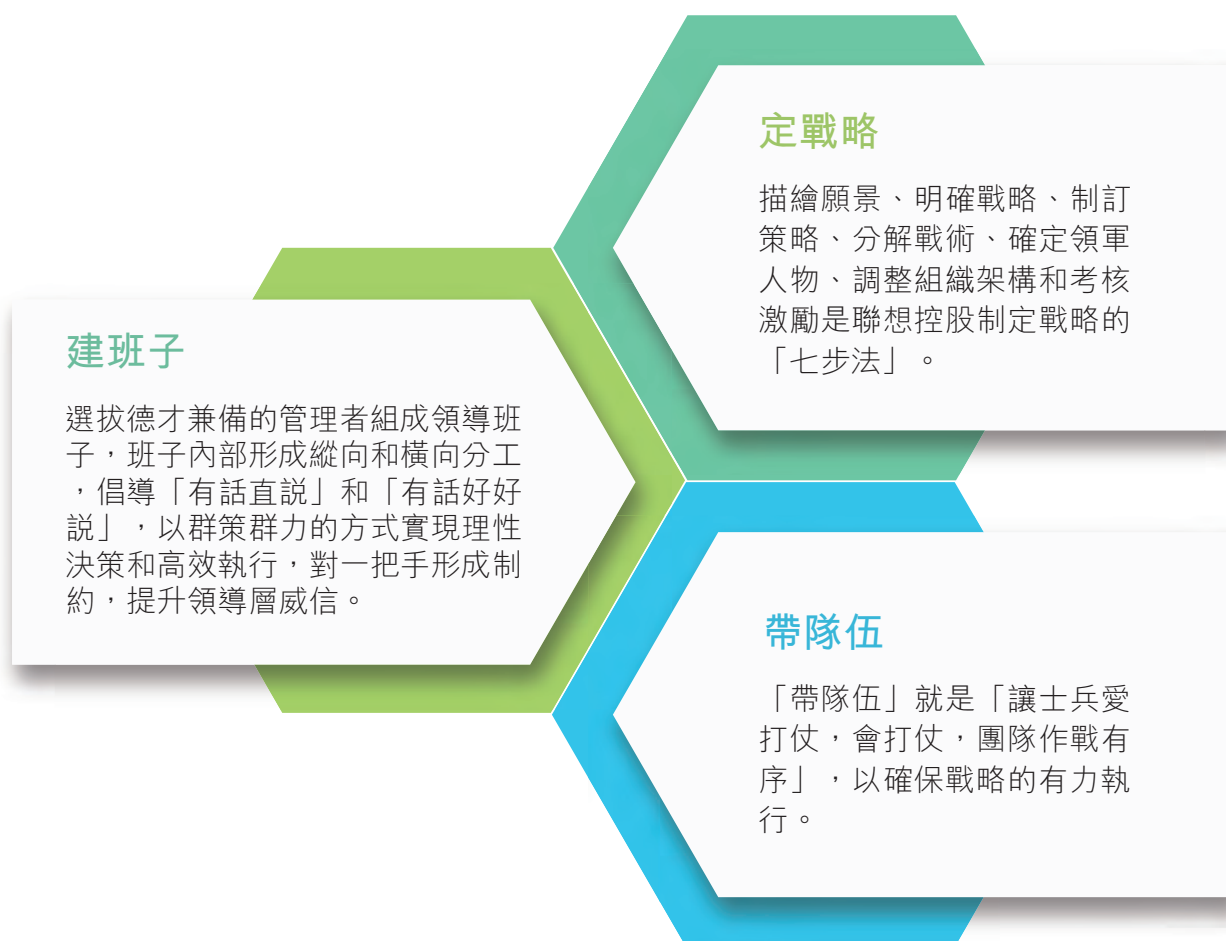 定戰略
描繪願景、明確戰略、制訂
策略、分解戰術、確定領軍
人物、調整組織架構和考核
激勵是聯想控股制定戰略的
「七步法」。
建班子
選拔德才兼備的管理者組成領導班
子，班子內部形成縱向和橫向分工
，倡導「有話直說」和「有話好好
說」，以群策群力的方式實現理性
決策和高效執行，對一把手形成制
約，提升領導層威信。
帶隊伍
「帶隊伍」就是「讓士兵愛
打仗，會打仗，團隊作戰有
序」，以確保戰略的有力執
行。